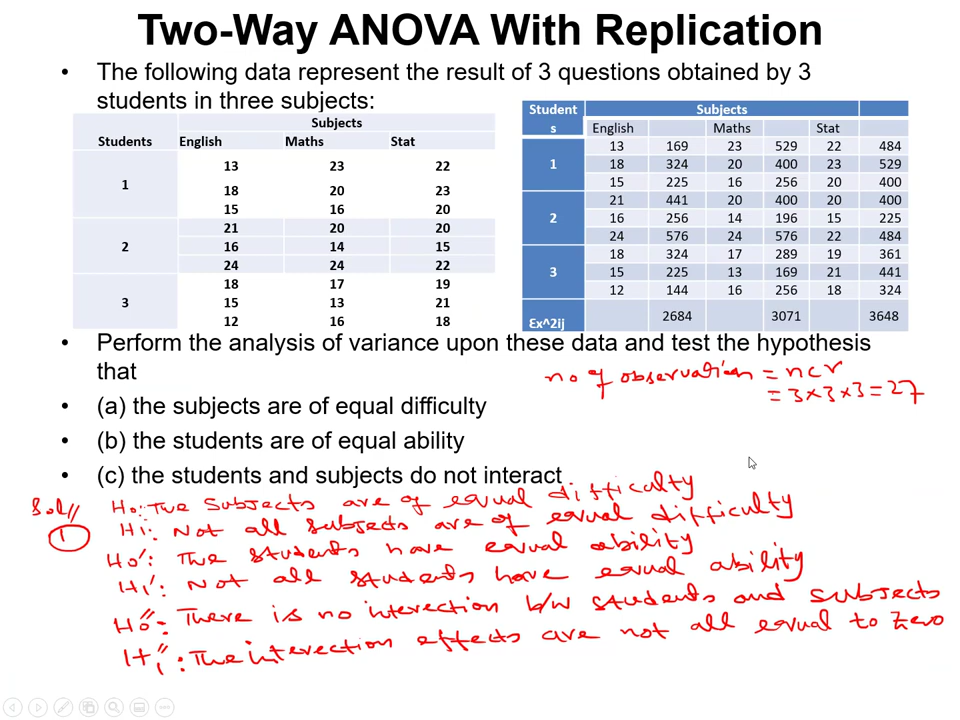 Two-Way ANOVA With Replication
• The following data represent the result of 3 questions obtained by 3
students in three subjects:
Subjects
Students English Maths Stat
1
13 23 22
18 20 23
15 16 20
2
21 20 20
16 14 15
24 24 22
3
18 17 19
15 13 21
12 16 18
Student
s
Subjects
English Maths Stat
1
13 169 23 529 22 484
18 324 20 400 23 529
15 225 16 256 20 400
2
21 441 20 400 20 400
16 256 14 196 15 225
24 576 24 576 22 484
3
18 324 17 289 19 361
15 225 13 169 21 441
12 144 16 256 18 324
Ɛx^2ij 2684 3071 3648
• Perform the analysis of variance upon these data and test the hypothesis
that
no of observation = ncr
= 3×3×3 = 27
• (a) the subjects are of equal difficulty
• (b) the students are of equal ability
• (c) the students and subjects do not interact.
Sol//
① Ho: The Subjects are of equal difficulty
H1: Not all subjects are of equal difficulty
Ho': The students have equal ability
H1': Not all students have equal ability
Ho'': There is no interection b/w students and subjects
H1'': The interection effects are not all equal to zero